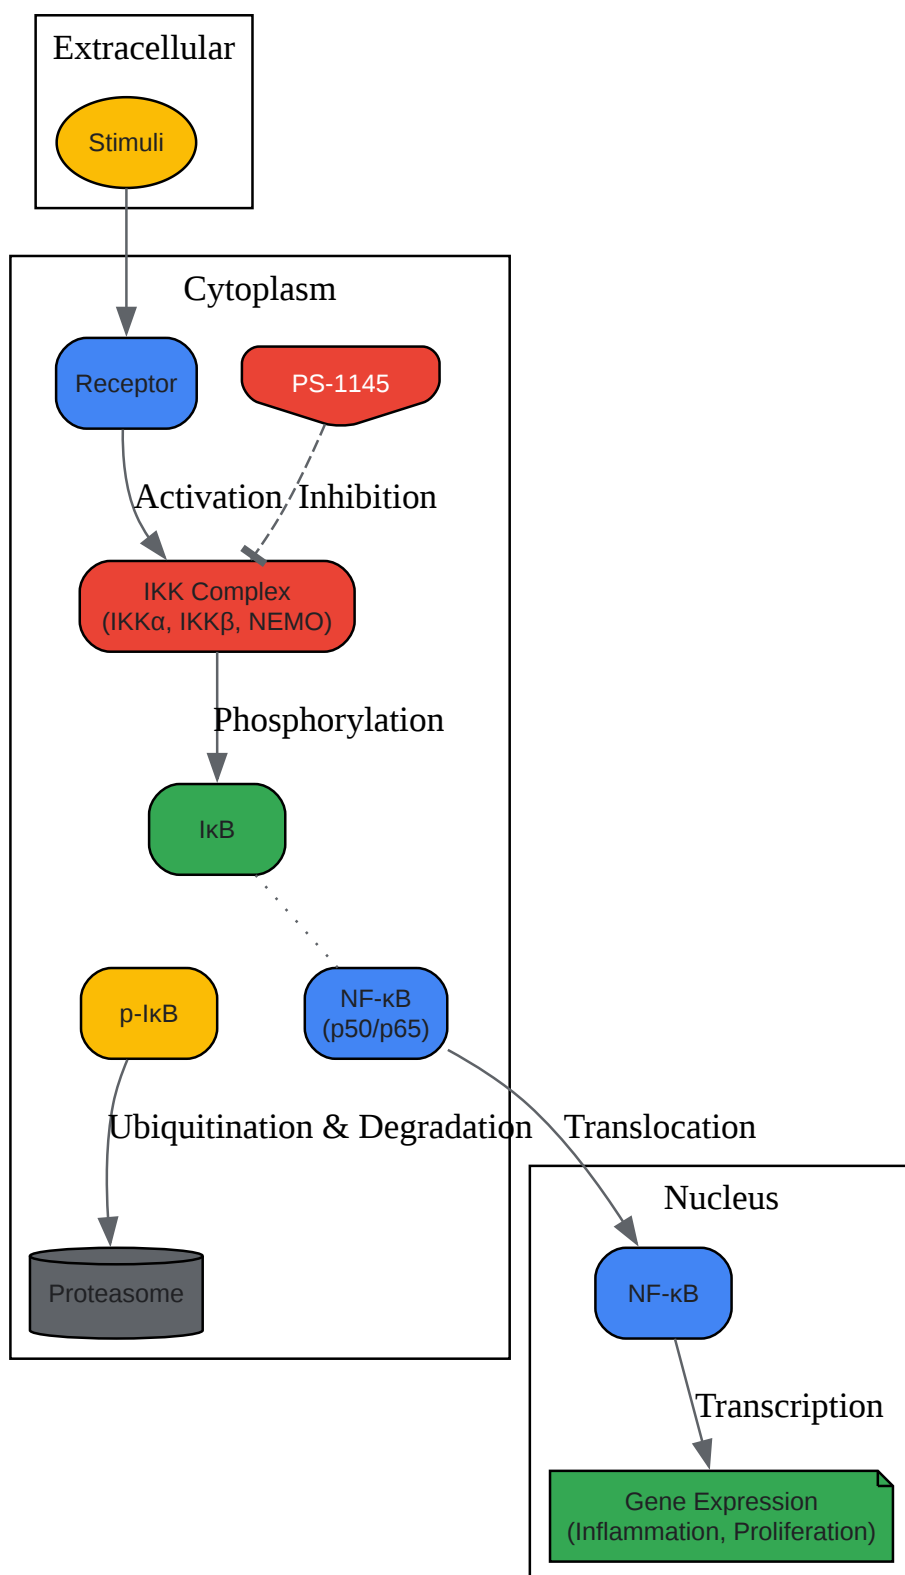 Extracellular
Stimuli
Cytoplasm
Receptor
PS-1145
Activation
Inhibition
IKK Complex
(IKKα, IKKβ, NEMO)
Phosphorylation
IκB
p-IκB
NF-κB
(p50/p65)
Ubiquitination & Degradation
Translocation
Nucleus
Proteasome
NF-κB
Transcription
Gene Expression
(Inflammation, Proliferation)